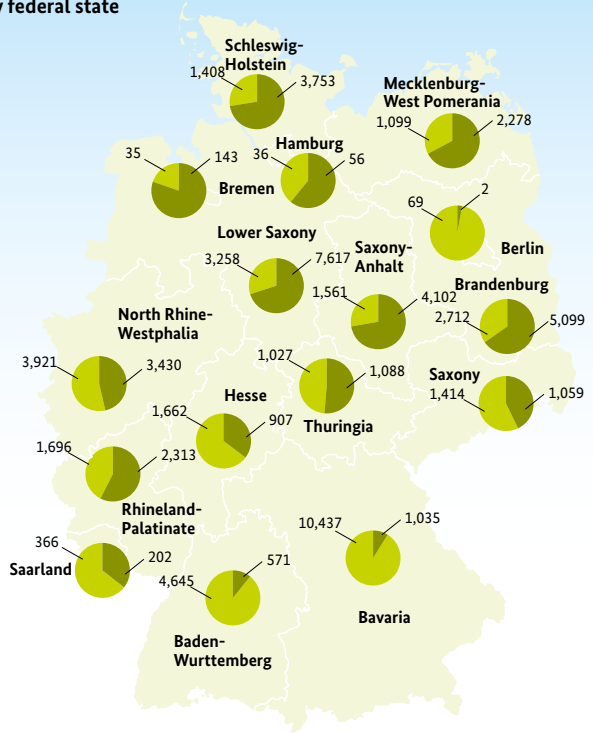 federal state
Schleswig-
Holstein
1,408
3,753
Mecklenburg-
West Pomerania
1,099
2,278
Hamburg
36
56
35
143
Bremen
69
2
Berlin
Lower Saxony
3,258
7,617
Saxony-
Anhalt
1,561
4,102
Brandenburg
2,712
5,099
North Rhine-
Westphalia
3,921
3,430
1,027
1,088
Thuringia
Saxony
1,414
1,059
Hesse
1,662
907
1,696
2,313
Rhineland-
Palatinate
366
202
Saarland
4,645
571
Baden-
Wurttemberg
10,437
1,035
Bavaria